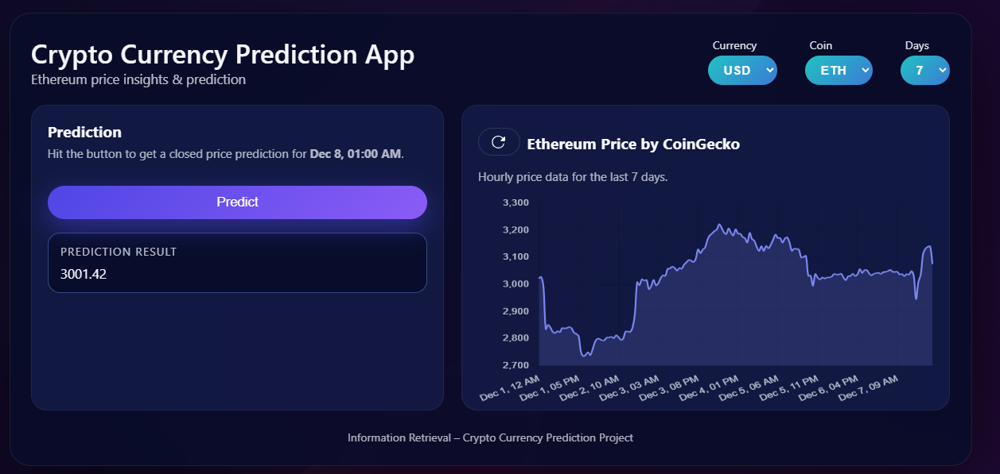 Crypto Currency Prediction App
Ethereum price insights & prediction
Currency
Coin
Days
USD
ETH
7
Prediction
Hit the button to get a closed price prediction for Dec 8, 01:00 AM.
Predict
PREDICTION RESULT
3001.42
Ethereum Price by CoinGecko
Hourly price data for the last 7 days.
3,300
3,200
3,100
3,000
2,900
2,800
2,700
Dec 1, 12 AM
Dec 1, 05 PM
Dec 2, 10 AM
Dec 3, 03 AM
Dec 3, 08 PM
Dec 4, 01 PM
Dec 5, 06 AM
Dec 5, 11 PM
Dec 6, 04 PM
Dec 7, 09 AM
Information Retrieval – Crypto Currency Prediction Project